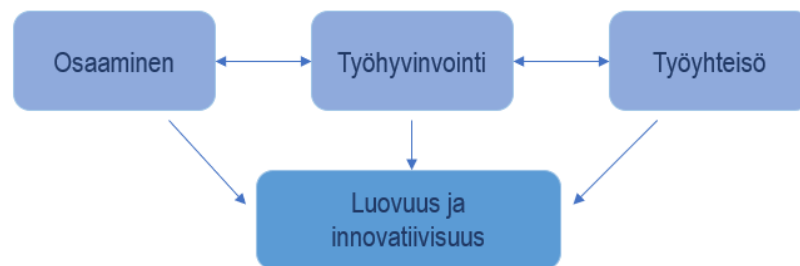 Osaaminen
Työhyvinvointi
Työyhteisö
Luovuus ja
innovatiivisuus